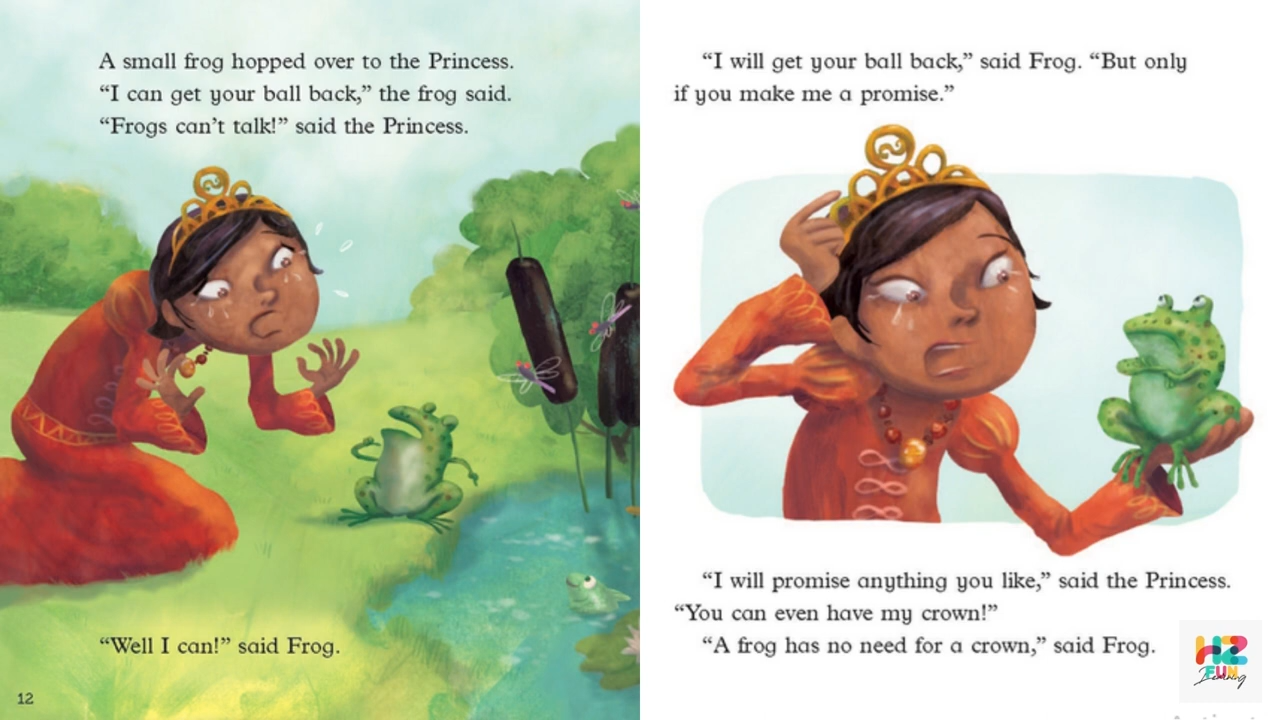 A small frog hopped over to the Princess.
“I can get your ball back,” the frog said.
“Frogs can’t talk!” said the Princess.
“Well I can!” said Frog.
12
“I will get your ball back,” said Frog. “But only
if you make me a promise.”
“I will promise anything you like,” said the Princess.
“You can even have my crown!”
“A frog has no need for a crown,” said Frog.
FUN
Learning